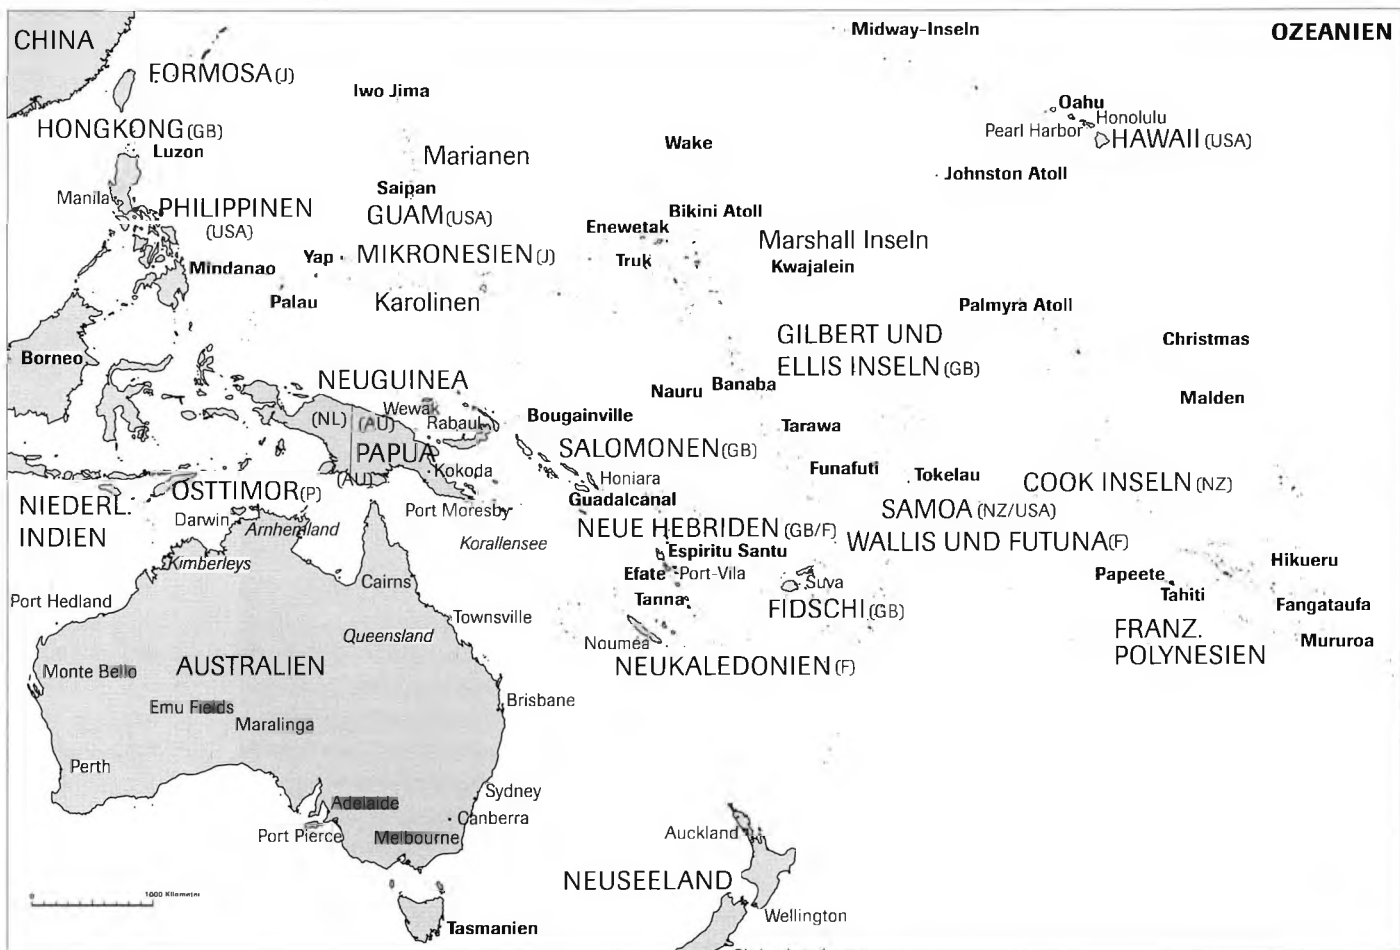 OZEANIEN
CHINA
Midway-Inseln
FORMOSA (J)
Iwo Jima
Oahu
Honolulu
Pearl Harbor
HAWAII (USA)
HONGKONG (GB)
Luzon
Wake
Marianen
Johnston Atoll
Saipan
Manila
PHILIPPINEN
(USA)
GUAM (USA)
Bikini Atoll
Enewetak
Marshall Inseln
Yap
MIKRONESIEN (J)
Truk
Kwajalein
Mindanao
Palau
Karolinen
Palmyra Atoll
GILBERT UND
ELLIS INSELN (GB)
Christmas
Borneo
NEUGUINEA
Nauru
Banaba
Malden
(NL)
(AU)
Wewak
Rabaul
Bougainville
Tarawa
PAPUA
(AU)
SALOMONEN (GB)
Kokoda
Honiara
Funafuti
Tokelau
COOK INSELN (NZ)
OSTTIMOR (P)
Guadalcanal
NIEDERL.
INDIEN
Darwin
Arnhemland
Port Moresby
SAMOA (NZ/USA)
NEUE HEBRIDEN (GB/F)
Korallensee
WALLIS UND FUTUNA (F)
Kimberleys
Espiritu Santu
Hikueru
Cairns
Efate
Port-Vila
Suva
Papeete
Tahiti
Port Hedland
Tanna
FIDSCHI (GB)
Fangataufa
Townsville
Queensland
Nouméa
FRANZ.
POLYNESIEN
Mururoa
Monte Bello
AUSTRALIEN
NEUKALEDONIEN (F)
Emu Fields
Maralinga
Brisbane
Perth
Sydney
Adelaide
Canberra
Port Pierce
Melbourne
Auckland
NEUSEELAND
0 1000 Kilometer
Wellington
Tasmanien